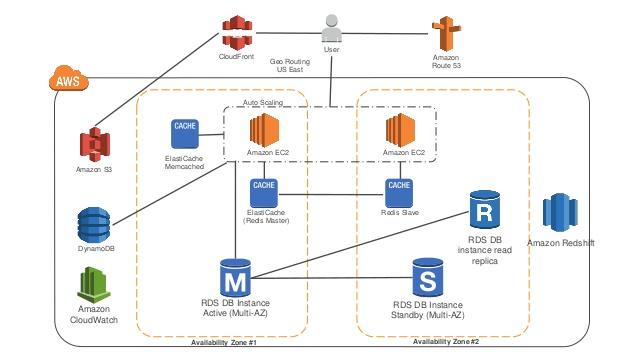 CloudFront
User
Geo Routing
US East
Amazon
Route 53
AWS
Auto Scaling
CACHE
ElastiCache
Memcached
Amazon EC2
Amazon EC2
Amazon S3
CACHE
ElastiCache
(Redis Master)
CACHE
Redis Slave
R
RDS DB
instance read
replica
Amazon Redshift
DynamoDB
M
RDS DB Instance
Active (Multi-AZ)
S
RDS DB Instance
Standby (Multi-AZ)
Amazon
CloudWatch
Availability Zone #1
Availability Zone #2